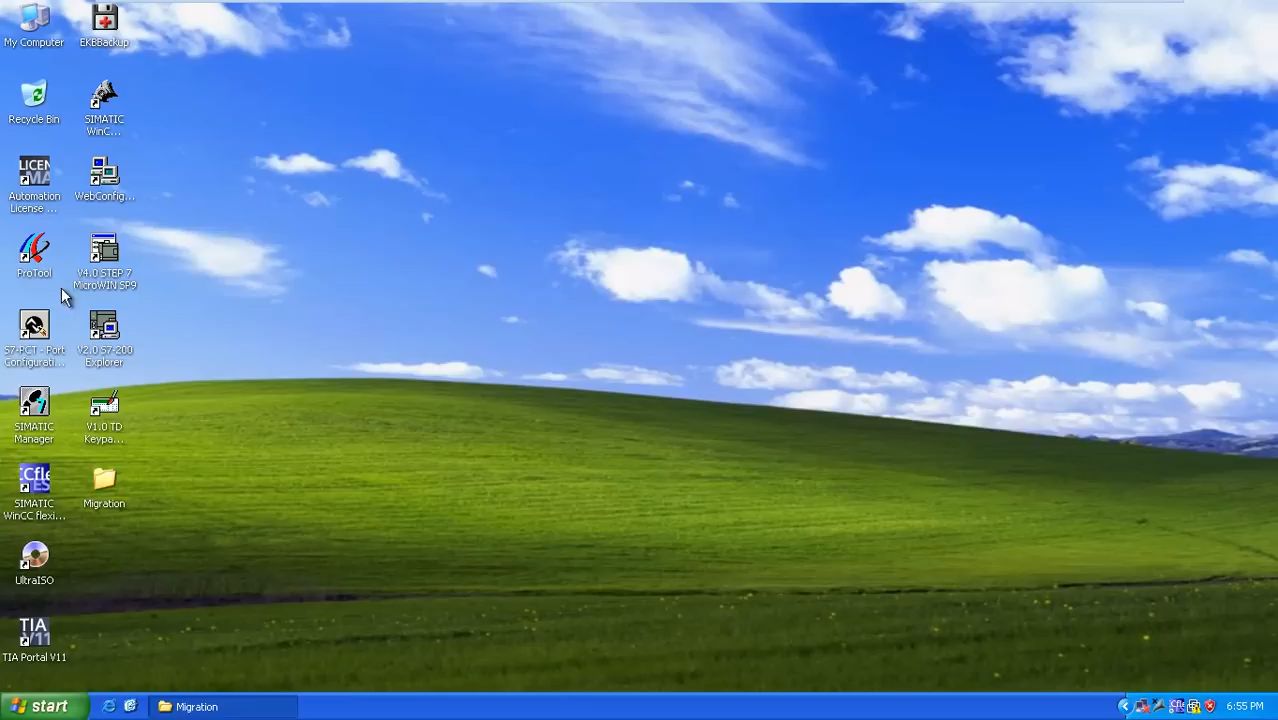 My Computer
EKBBackup
Recycle Bin
SIMATIC
WinC...
LICEN
MA
Automation
License ...
WebConfig...
ProTool
V4.0 STEP 7
MicroWIN SP9
S7-PCT - Port
Configurati...
V2.0 S7-200
Explorer
SIMATIC
Manager
V1.0 TD
Keypa...
Cfle
ES
SIMATIC
WinCC flexi...
Migration
UltraISO
TIA
V11
TIA Portal V11
start
Migration
6:55 PM